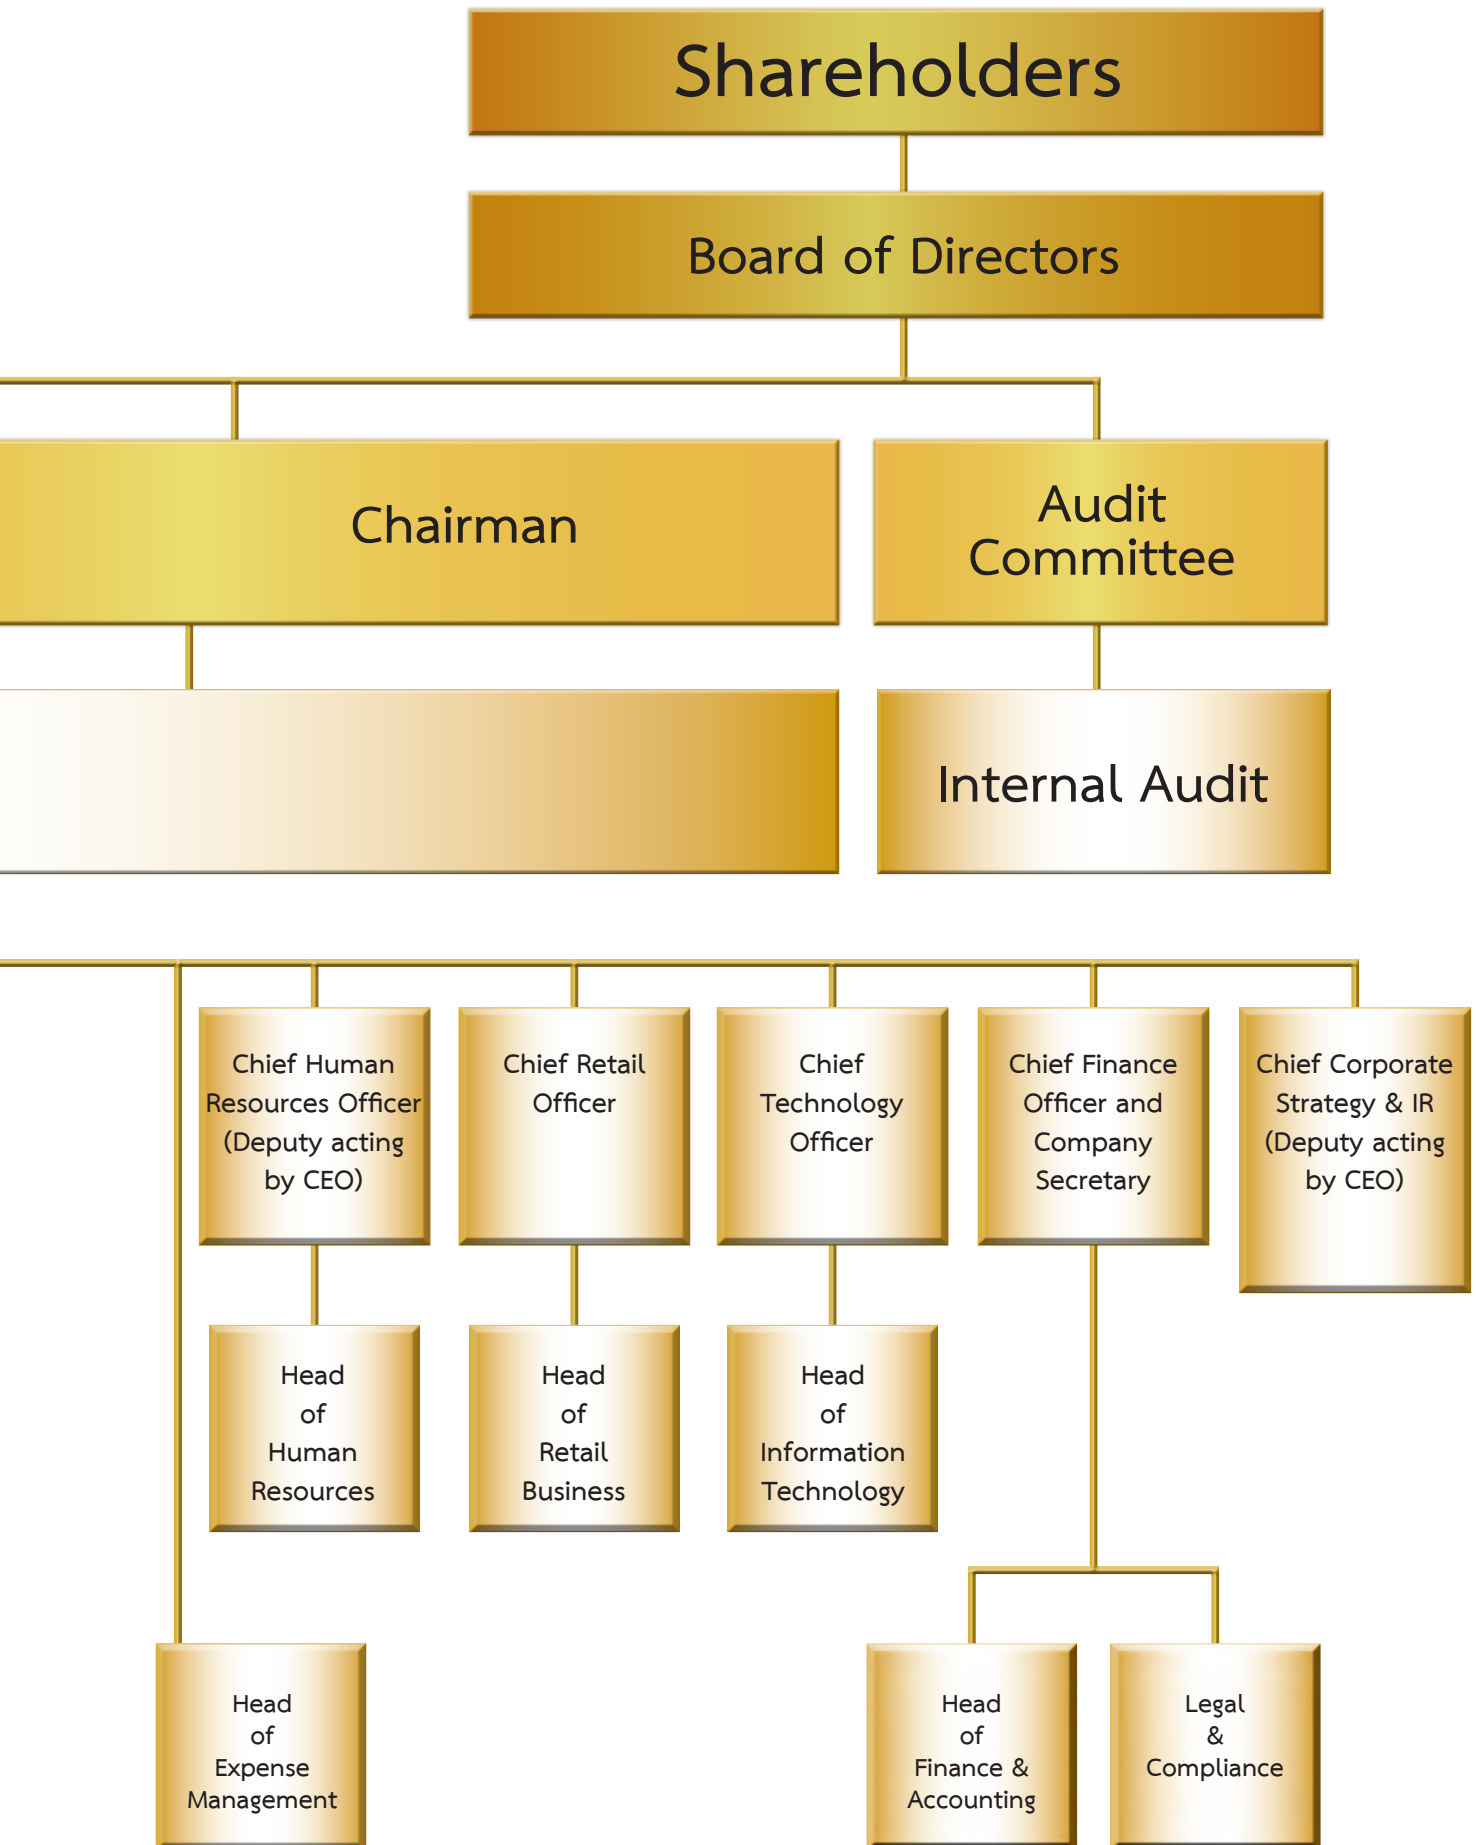 Shareholders
Board of Directors
Chairman
Audit
Committee
Internal Audit
Chief Human
Resources Officer
(Deputy acting
by CEO)
Chief Retail
Officer
Chief
Technology
Officer
Chief Finance
Officer and
Company
Secretary
Chief Corporate
Strategy & IR
(Deputy acting
by CEO)
Head
of
Human
Resources
Head
of
Retail
Business
Head
of
Information
Technology
Head
of
Expense
Management
Head
of
Finance &
Accounting
Legal
&
Compliance